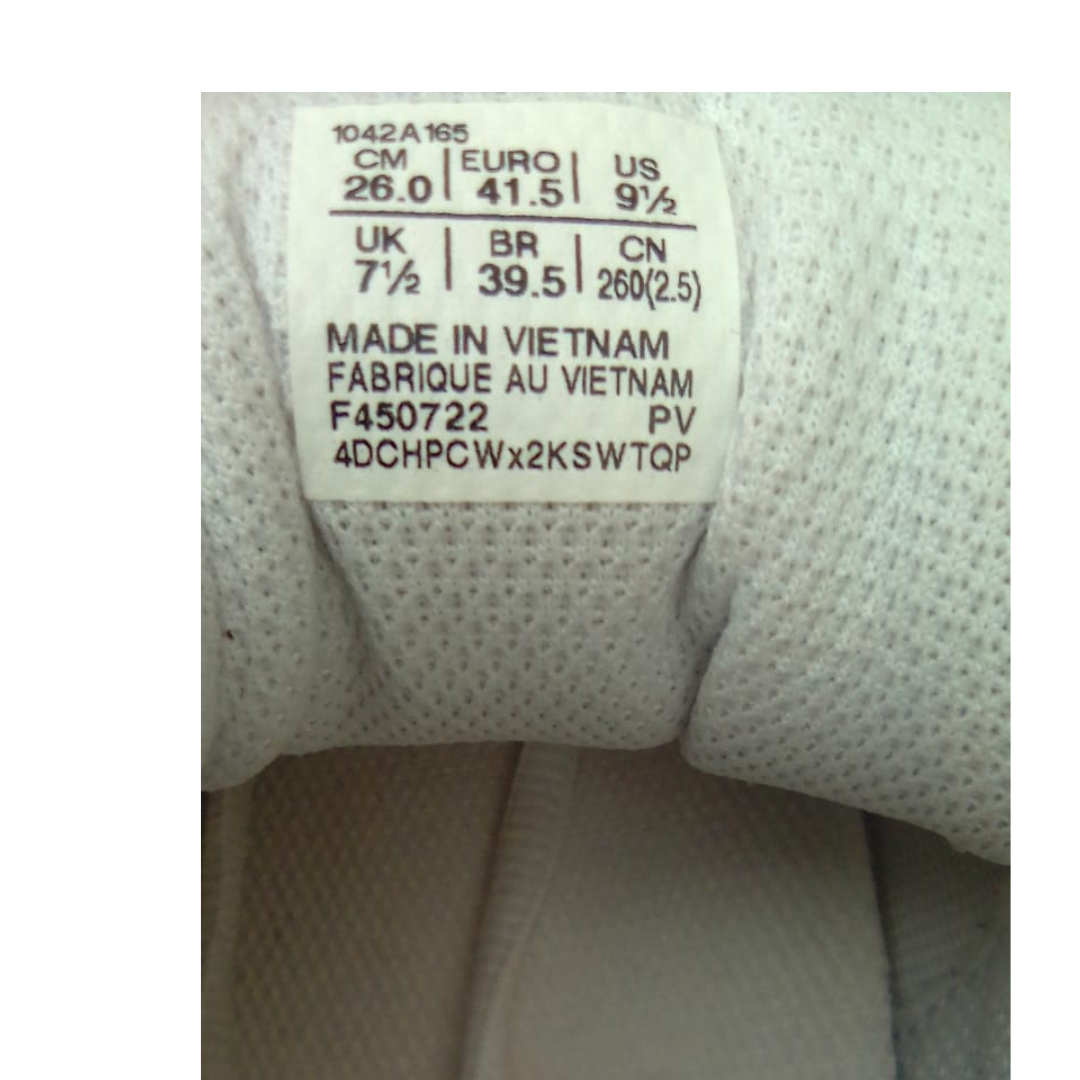 1042A165
CM | EURO | US
26.0 | 41.5 | 9½
UK | BR | CN
7½ | 39.5 | 260(2.5)
MADE IN VIETNAM
FABRIQUE AU VIETNAM
F450722 PV
4DCHPCWx2KSWTQP